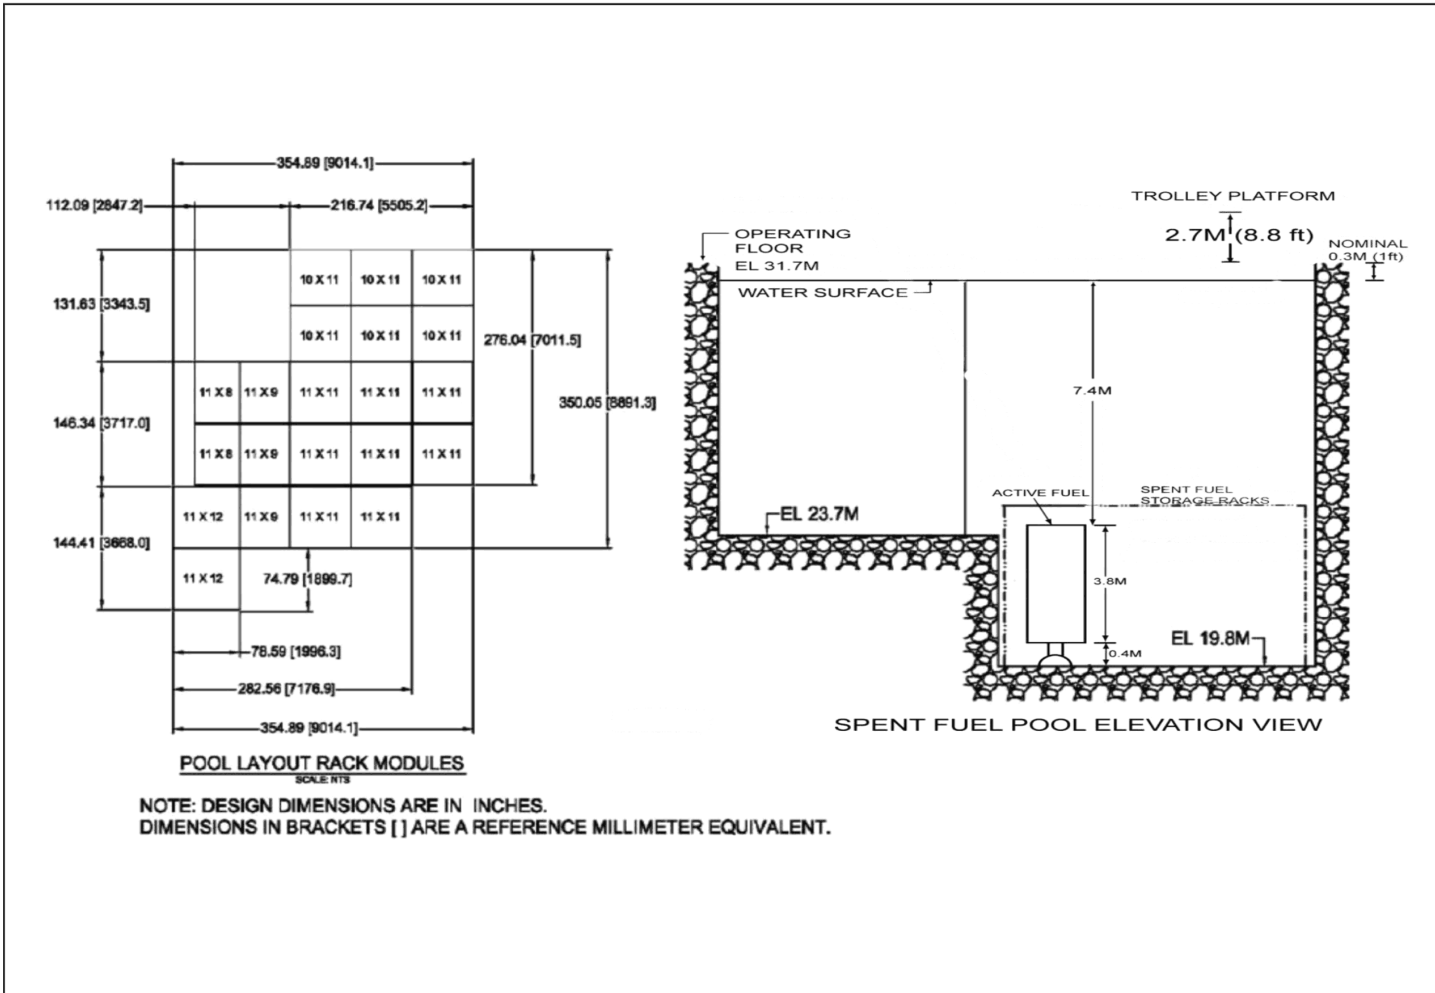 354.89 [9014.1]
112.09 [2847.2]
216.74 [5505.2]
10 X 11 10 X 11 10 X 11
131.63 [3343.5]
10 X 11 10 X 11 10 X 11
276.04 [7011.5]
11 X 8 11 X 9 11 X 11 11 X 11 11 X 11
350.05 [8891.3]
146.34 [3717.0]
11 X 8 11 X 9 11 X 11 11 X 11 11 X 11
11 X 12 11 X 9 11 X 11 11 X 11
144.41 [3668.0]
11 X 12
74.79 [1899.7]
78.59 [1996.3]
282.56 [7176.9]
354.89 [9014.1]
POOL LAYOUT RACK MODULES
SCALE: NTS
NOTE: DESIGN DIMENSIONS ARE IN INCHES.
DIMENSIONS IN BRACKETS [ ] ARE A REFERENCE MILLIMETER EQUIVALENT.
TROLLEY PLATFORM
2.7M (8.8 ft)
NOMINAL
0.3M (1ft)
OPERATING
FLOOR
EL 31.7M
WATER SURFACE
7.4M
ACTIVE FUEL
SPENT FUEL
STORAGE RACKS
EL 23.7M
3.8M
EL 19.8M
0.4M
SPENT FUEL POOL ELEVATION VIEW